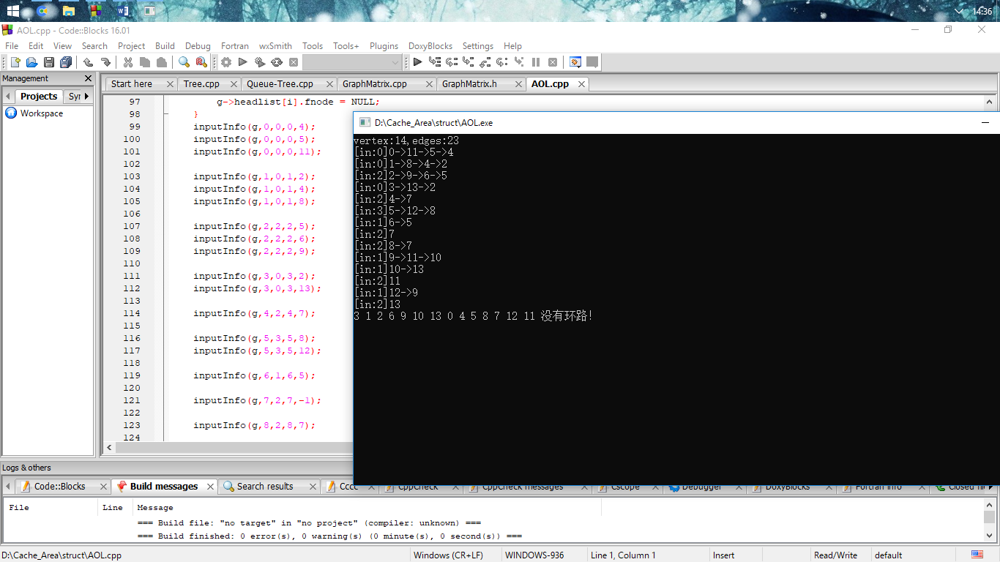 14:36
AOL.cpp - Code::Blocks 16.01
File Edit View Search Project Build Debug Fortran wxSmith Tools Tools+ Plugins DoxyBlocks Settings Help
Management
Projects
Workspace
Start here Tree.cpp Queue-Tree.cpp GraphMatrix.cpp GraphMatrix.h AOL.cpp
97 g->headlist[i].fnode = NULL;
98 }
99 inputInfo(g,0,0,0,4);
100 inputInfo(g,0,0,0,5);
101 inputInfo(g,0,0,0,11);
102
103 inputInfo(g,1,0,1,2);
104 inputInfo(g,1,0,1,4);
105 inputInfo(g,1,0,1,8);
106
107 inputInfo(g,2,2,2,5);
108 inputInfo(g,2,2,2,6);
109 inputInfo(g,2,2,2,9);
110
111 inputInfo(g,3,0,3,2);
112 inputInfo(g,3,0,3,13);
113
114 inputInfo(g,4,2,4,7);
115
116 inputInfo(g,5,3,5,8);
117 inputInfo(g,5,3,5,12);
118
119 inputInfo(g,6,1,6,5);
120
121 inputInfo(g,7,2,7,-1);
122
123 inputInfo(g,8,2,8,7);
124
D:\Cache_Area\struct\AOL.exe
vertex:14,edges:23
[in:0]0->11->5->4
[in:0]1->8->4->2
[in:2]2->9->6->5
[in:0]3->13->2
[in:2]4->7
[in:3]5->12->8
[in:1]6->5
[in:2]7
[in:2]8->7
[in:1]9->11->10
[in:1]10->13
[in:2]11
[in:1]12->9
[in:2]13
3 1 2 6 9 10 13 0 4 5 8 7 12 11 没有环路!
Logs & others
Code::Blocks Build messages Search results Cccc CppCheck CppCheck messages Cscope Debugger DoxyBlocks Fortran info Closed
File Line Message
=== Build file: "no target" in "no project" (compiler: unknown) ===
=== Build finished: 0 error(s), 0 warning(s) (0 minute(s), 0 second(s)) ===
D:\Cache_Area\struct\AOL.cpp Windows (CR+LF) WINDOWS-936 Line 1, Column 1 Insert Read/Write default